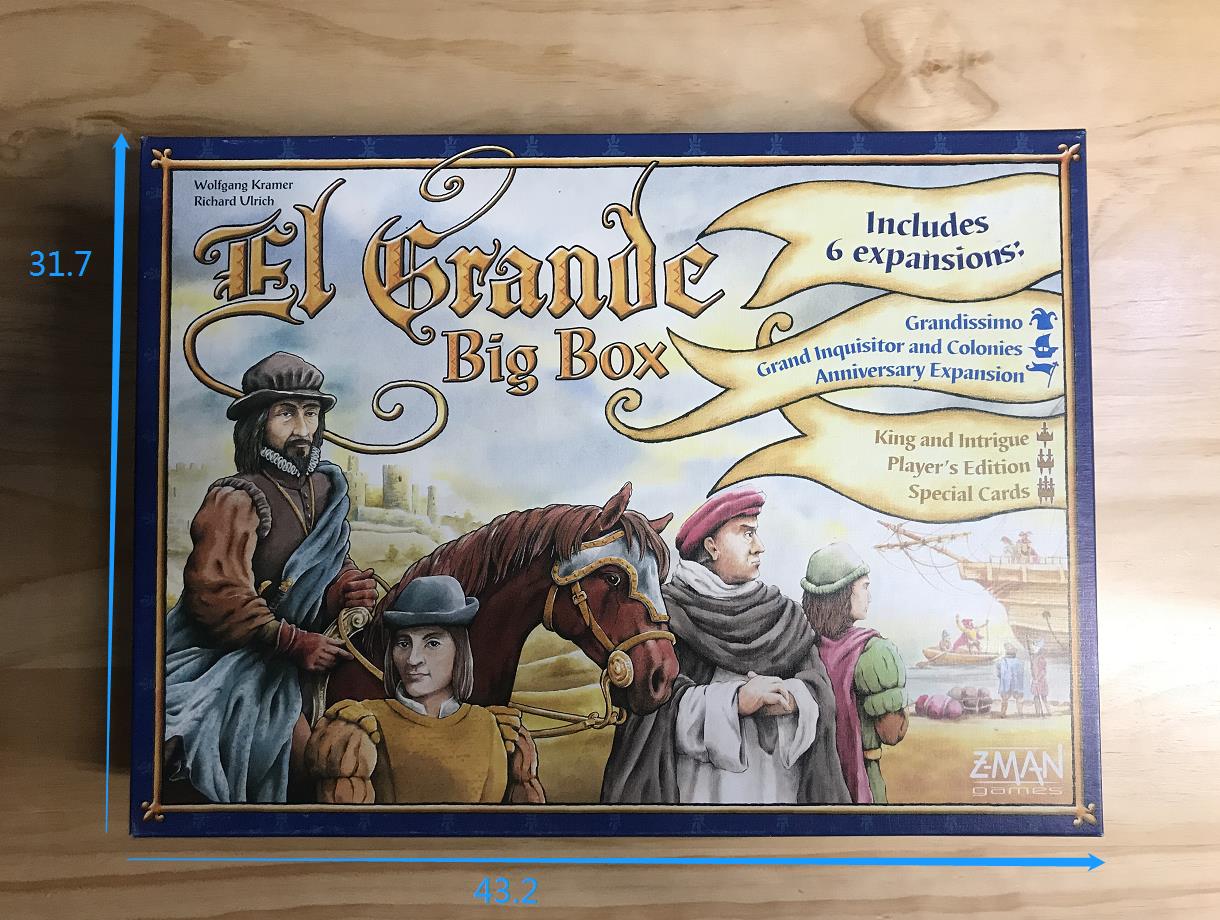 Wolfgang Kramer
Richard Ulrich
El Grande
Big Box
Includes
6 expansions:
Grandissimo
Grand Inquisitor and Colonies
Anniversary Expansion
King and Intrigue
Player's Edition
Special Cards
Z-MAN
games
31.7
43.2